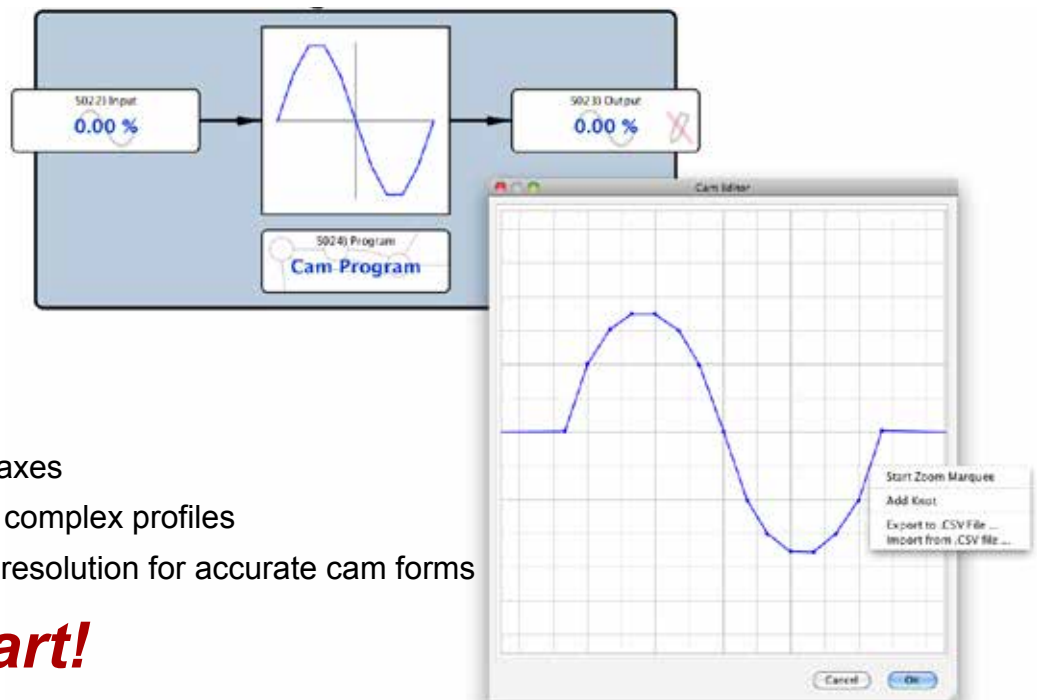 5022) Input
0.00 %
5023) Output
0.00 %
5024) Program
Cam Program
Cam Editor
Start Zoom Marquee
Add Knot
Export to .CSV File ...
Import from .CSV file ...
axes
complex profiles
resolution for accurate cam forms
art!
Cancel
OK